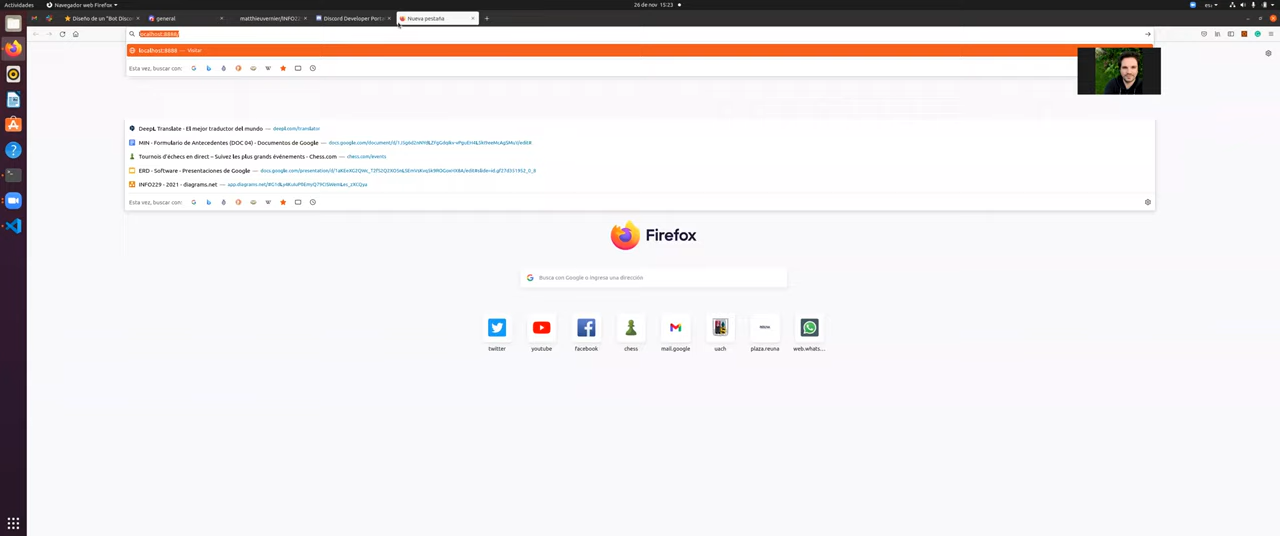 Actividades
Navegador web Firefox
26 de nov 15:23
es
Diseño de un "Bot Disco
general
matthieuvernier/INFO22
Discord Developer Port
Nueva pestaña
localhost:8888/
localhost:8888 — Visitar
Esta vez, buscar con:
DeepL Translate - El mejor traductor del mundo — deepl.com/translator
MIN - Formulario de Antecedentes (DOC 04) - Documentos de Google —
Tournois d'échecs en direct – Suivez les plus grands événements - Chess.com — chess.com/events
ERD - Software - Presentaciones de Google —
INFO229 - 2021 - diagrams.net —
Esta vez, buscar con:
Firefox
Busca con Google o ingresa una dirección
twitter
youtube
facebook
chess
mail.google
uach
plaza.reuna
web.whats...